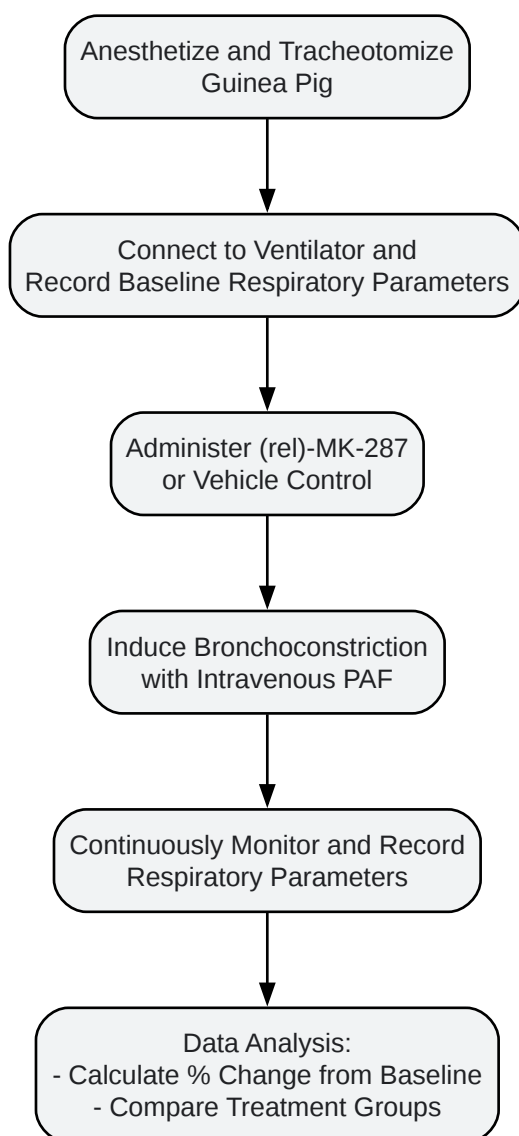 Anesthetize and Tracheotomize
Guinea Pig
Connect to Ventilator and
Record Baseline Respiratory Parameters
Administer (rel)-MK-287
or Vehicle Control
Induce Bronchoconstriction
with Intravenous PAF
Continuously Monitor and Record
Respiratory Parameters
Data Analysis:
- Calculate % Change from Baseline
- Compare Treatment Groups